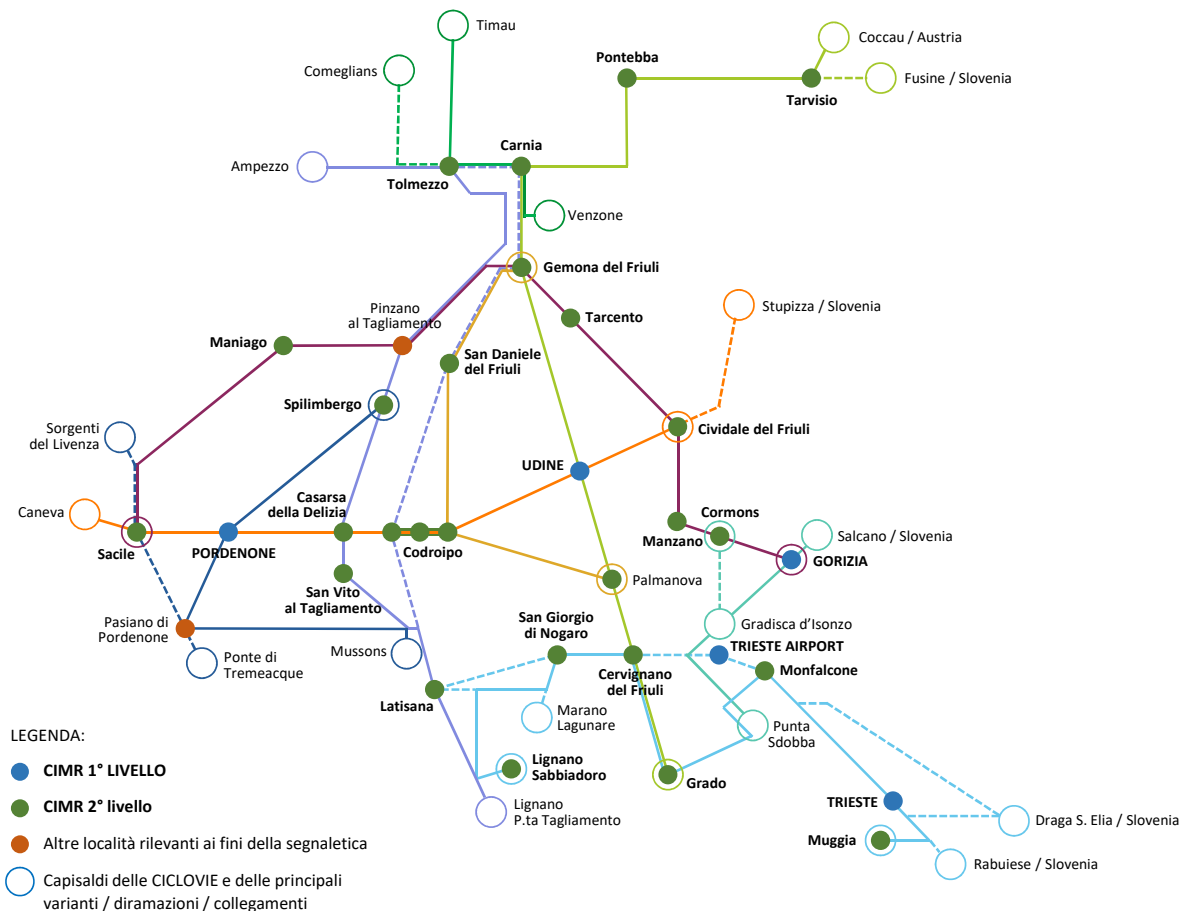 Timau
Coccau / Austria
Comeglians
Pontebba
Fusine / Slovenia
Tarvisio
Carnia
Ampezzo
Tolmezzo
Venzone
Gemona del Friuli
Stupizza / Slovenia
Pinzano
al Tagliamento
Tarcento
Maniago
San Daniele
del Friuli
Spilimbergo
Sorgenti
del Livenza
Cividale del Friuli
UDINE
Casarsa
della Delizia
Caneva
Cormons
Sacile
PORDENONE
Codroipo
Manzano
Salcano / Slovenia
GORIZIA
San Vito
al Tagliamento
Palmanova
Pasiano di
Pordenone
San Giorgio
di Nogaro
Gradisca d'Isonzo
TRIESTE AIRPORT
Mussons
Ponte di
Tremeacque
Cervignano
del Friuli
Monfalcone
Latisana
Marano
Lagunare
Punta
Sdobba
LEGENDA:
CIMR 1° LIVELLO
Lignano
Sabbiadoro
Grado
CIMR 2° livello
Lignano
P.ta Tagliamento
TRIESTE
Draga S. Elia / Slovenia
Altre località rilevanti ai fini della segnaletica
Muggia
Rabuiese / Slovenia
Capisaldi delle CICLOVIE e delle principali
varianti / diramazioni / collegamenti